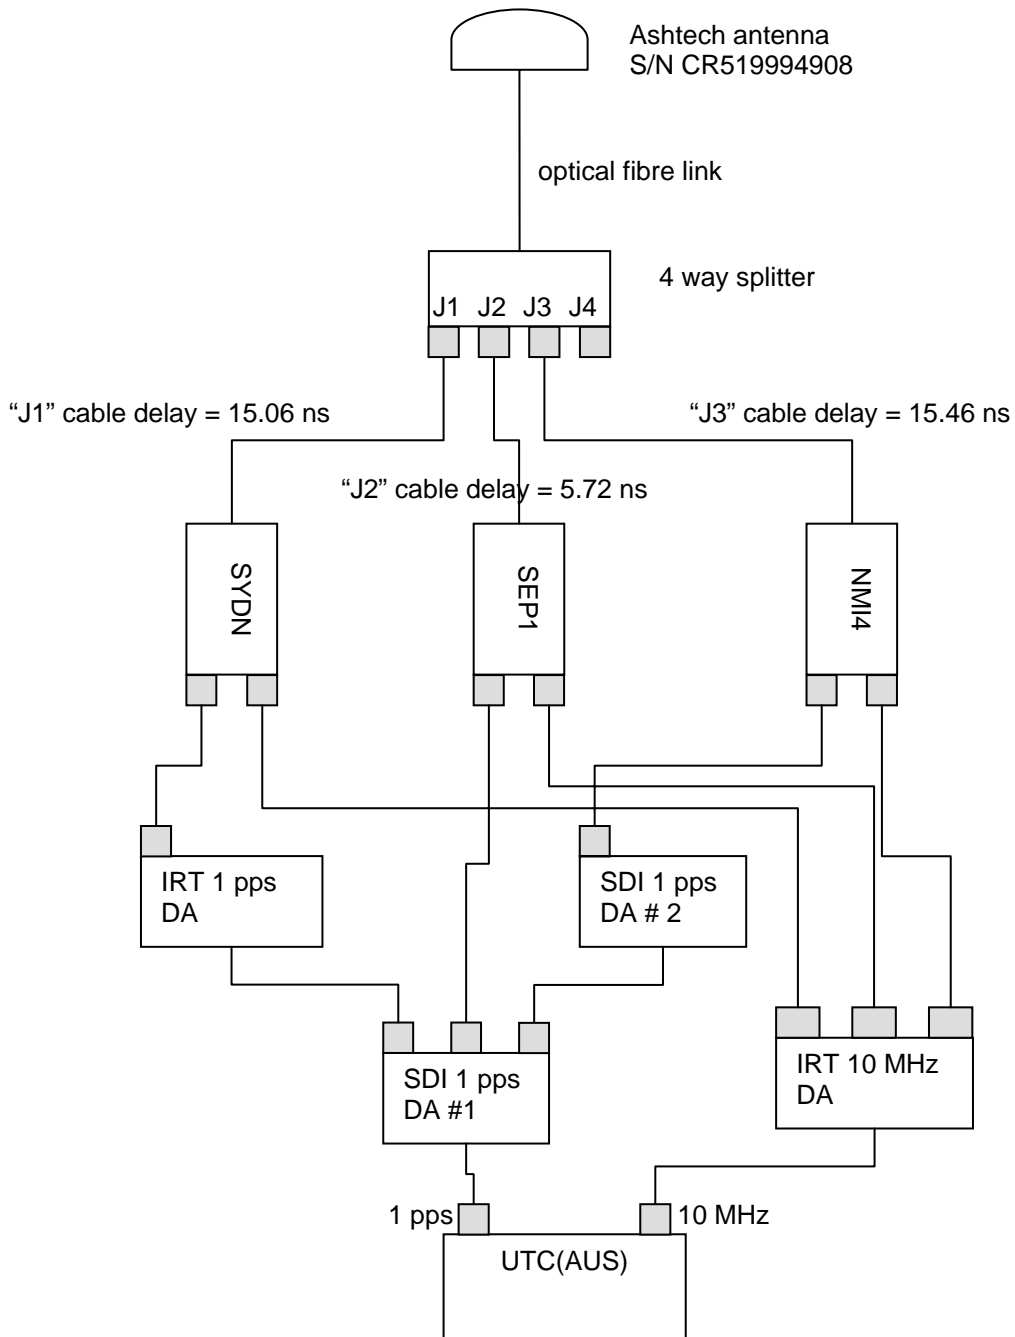 Ashtech antenna
S/N CR519994908
optical fibre link
4 way splitter
J1 J2 J3 J4
“J1” cable delay = 15.06 ns
“J3” cable delay = 15.46 ns
“J2” cable delay = 5.72 ns
SYDN
SEP1
NMI4
IRT 1 pps
DA
SDI 1 pps
DA # 2
SDI 1 pps
DA #1
IRT 10 MHz
DA
1 pps
10 MHz
UTC(AUS)